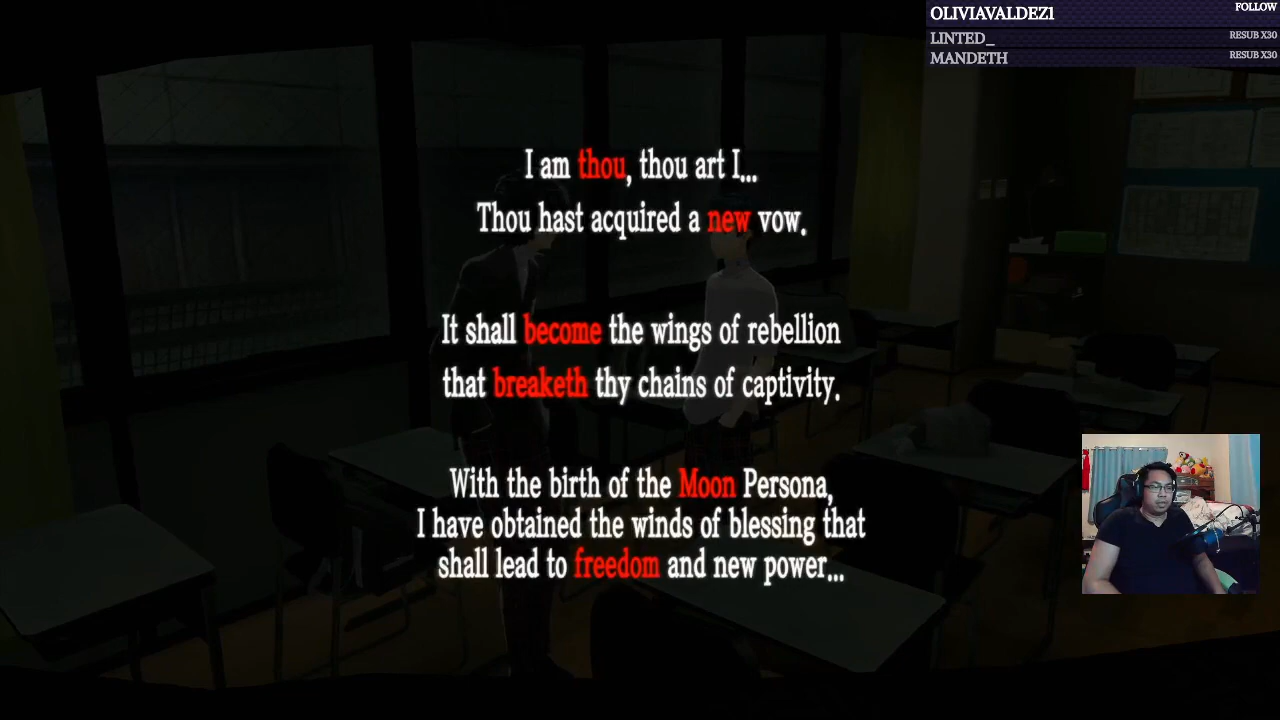 OLIVIAVALDEZ1 FOLLOW
LINTED_ RESUB X30
MANDETH RESUB X30
I am thou, thou art I...
Thou hast acquired a new vow.
It shall become the wings of rebellion
that breaketh thy chains of captivity.
With the birth of the Moon Persona,
I have obtained the winds of blessing that
shall lead to freedom and new power...